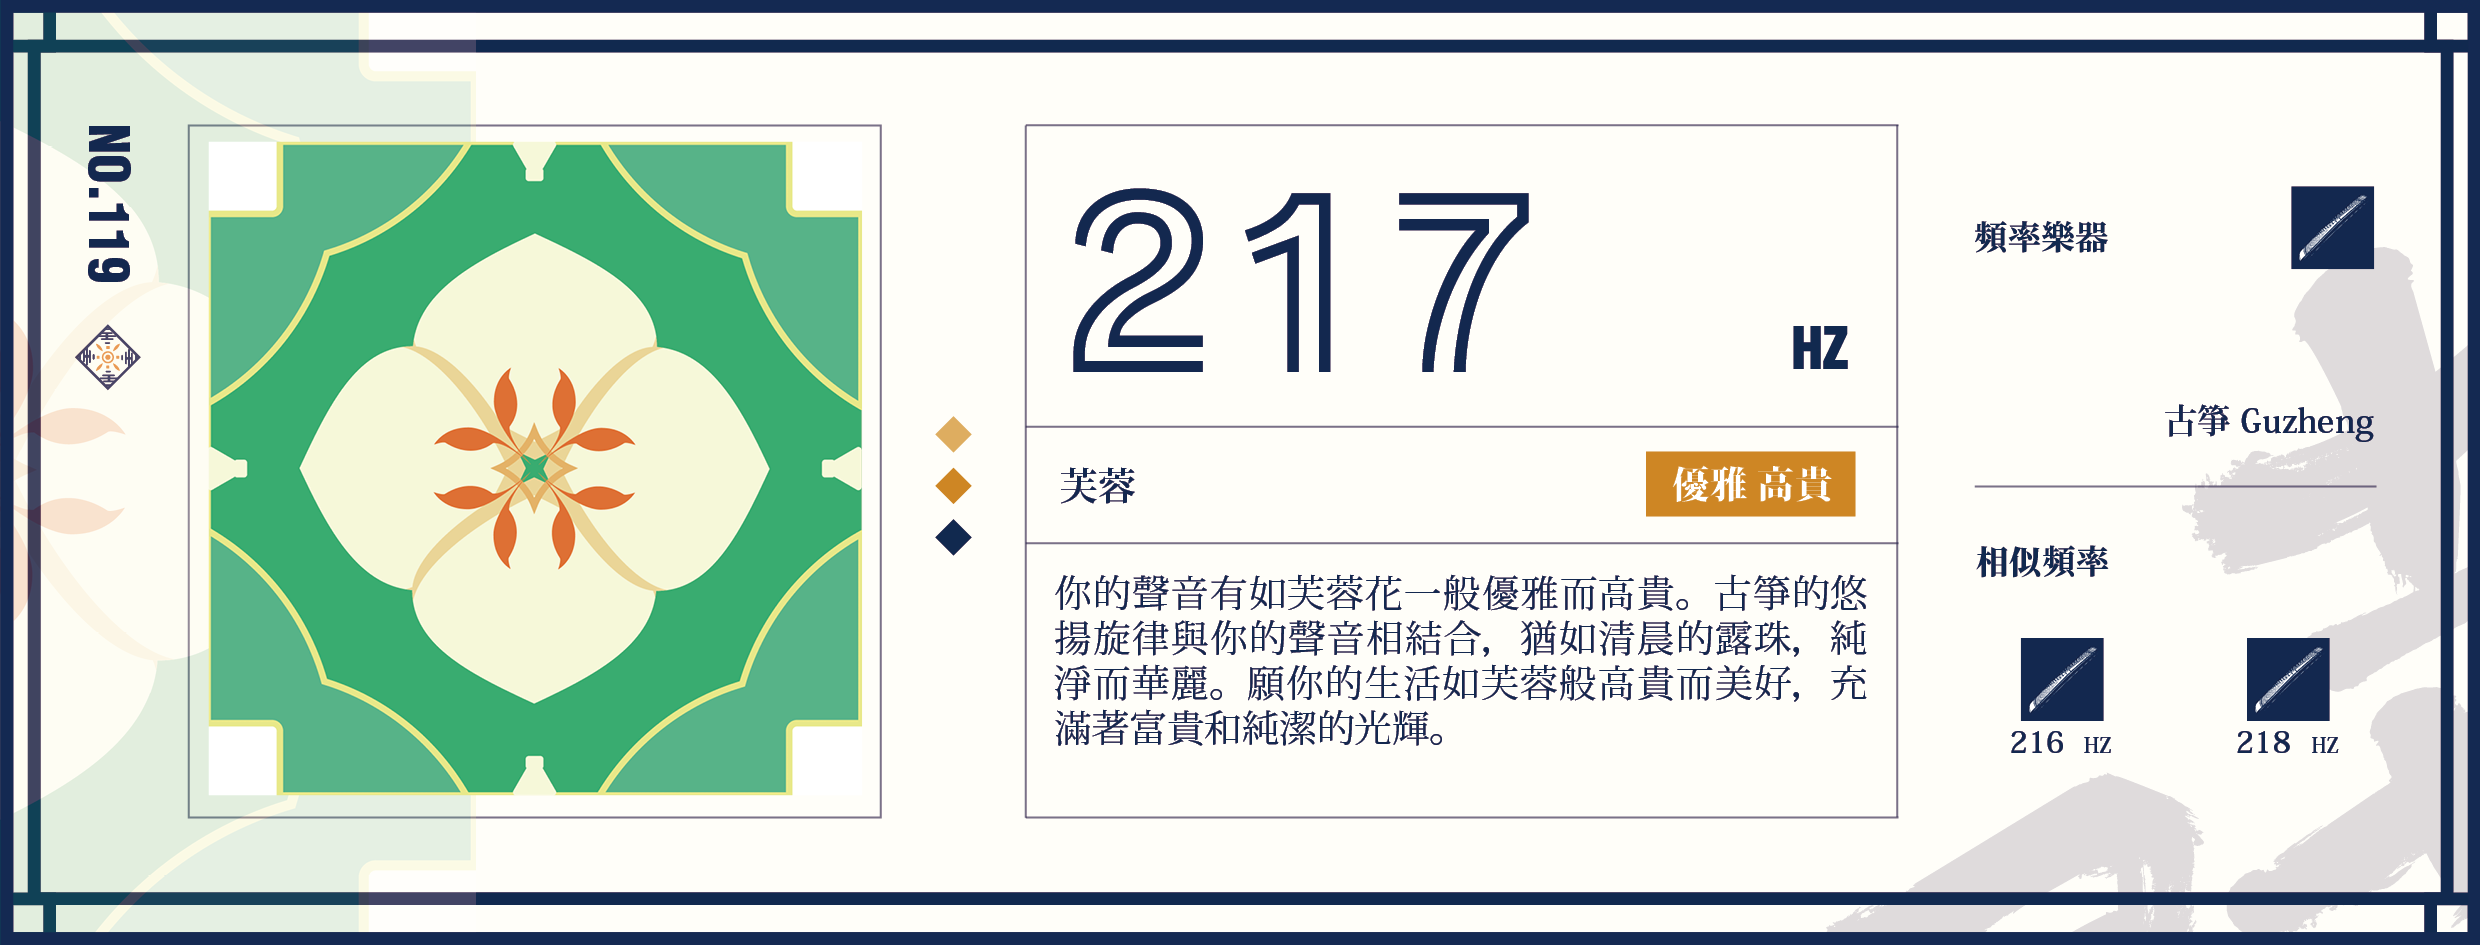 NO.119
217
HZ
芙蓉
優雅 高貴
你的聲音有如芙蓉花一般優雅而高貴。古箏的悠
揚旋律與你的聲音相結合，猶如清晨的露珠，純
淨而華麗。願你的生活如芙蓉般高貴而美好，充
滿著富貴和純潔的光輝。
頻率樂器
古箏 Guzheng
相似頻率
216 HZ
218 HZ